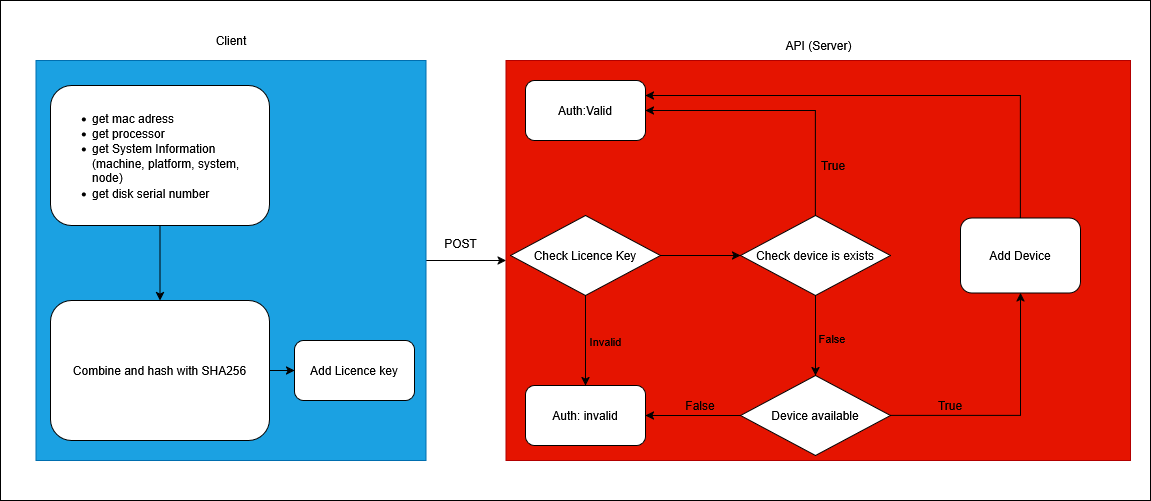 Client
API (Server)
get mac adress
get processor
get System Information
(machine, platform, system,
node)
get disk serial number
Auth:Valid
True
POST
Check Licence Key
Check device is exists
Add Device
Invalid
False
Combine and hash with SHA256
Add Licence key
Auth: invalid
False
Device available
True